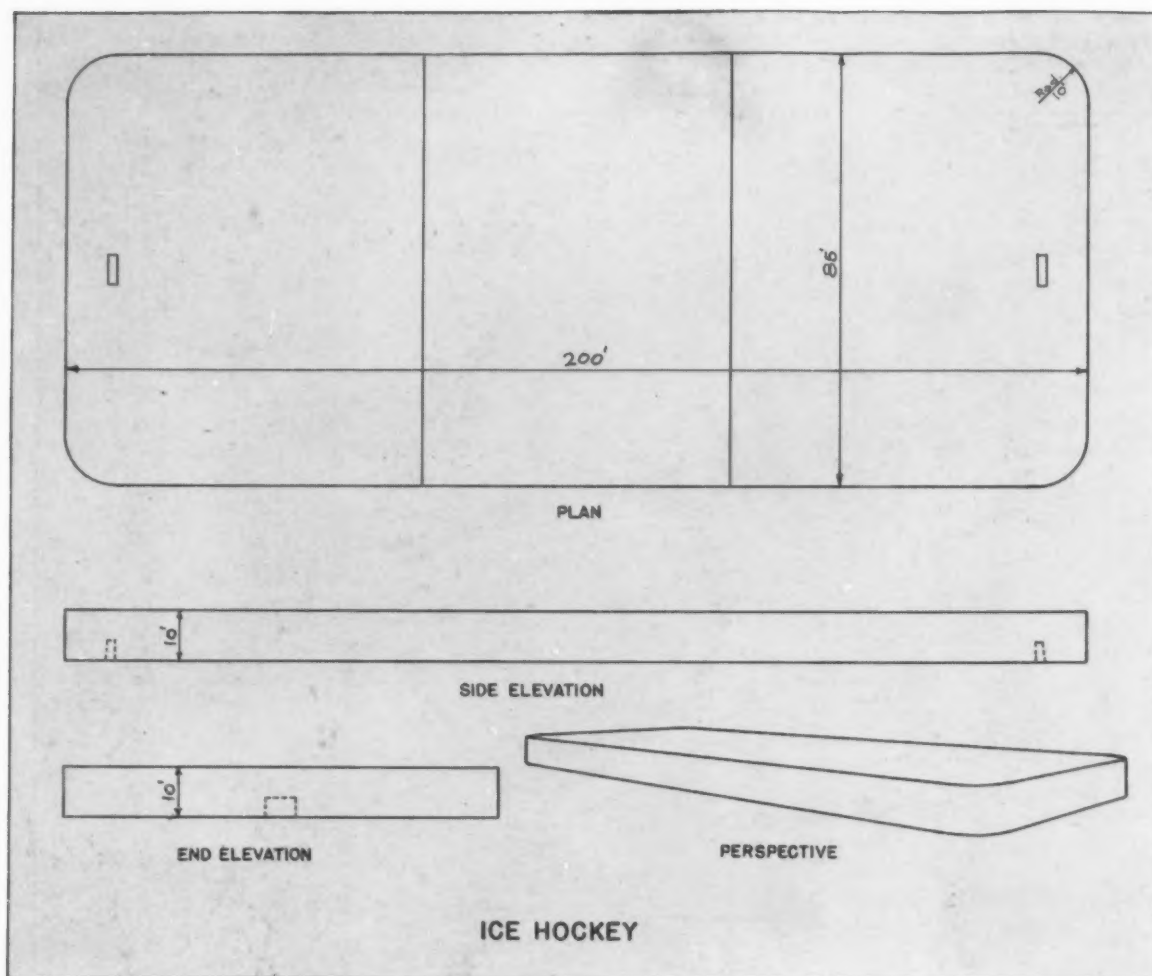 Rad
10'
85'
200'
PLAN
10'
SIDE ELEVATION
10'
END ELEVATION
PERSPECTIVE
ICE HOCKEY